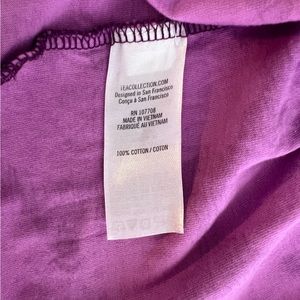 TEACOLLECTION.COM
Designed in San Francisco
Conçu à San Francisco
RN 107708
MADE IN VIETNAM
FABRIQUÉ AU VIETNAM
100% COTTON / COTON